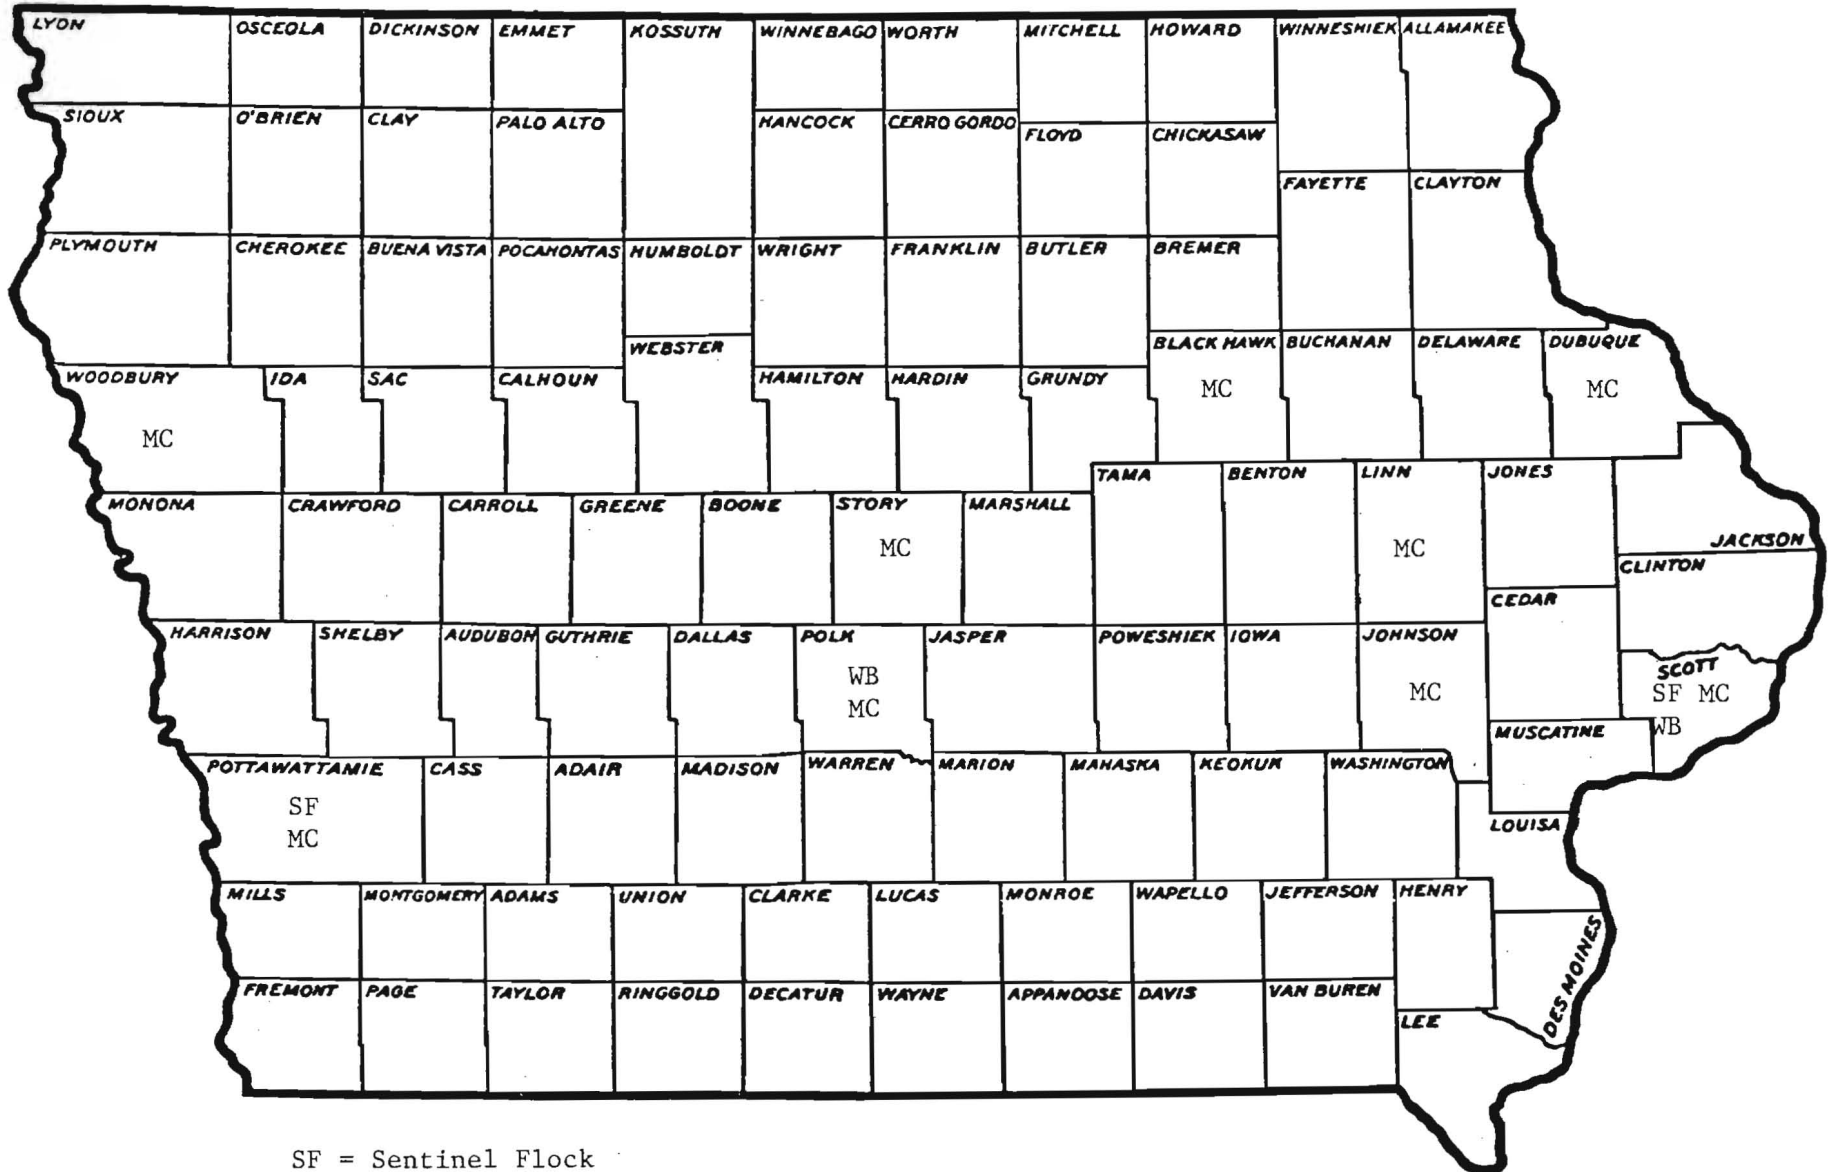 LYON OSCEOLA DICKINSON EMMET KOSSUTH WINNEBAGO WORTH MITCHELL HOWARD WINNESHIEK ALLAMAKEE
SIOUX O'BRIEN CLAY PALO ALTO HANCOCK CERRO GORDO FLOYD CHICKASAW
FAYETTE CLAYTON
PLYMOUTH CHEROKEE BUENA VISTA POCAHONTAS HUMBOLDT WRIGHT FRANKLIN BUTLER BREMER
WEBSTER BLACK HAWK BUCHANAN DELAWARE DUBUQUE
WOODBURY IDA SAC CALHOUN HAMILTON HARDIN GRUNDY MC MC
MC
TAMA BENTON LINN JONES
MONONA CRAWFORD CARROLL GREENE BOONE STORY MARSHALL
MC MC JACKSON
CLINTON
CEDAR
HARRISON SHELBY AUDUBON GUTHRIE DALLAS POLK JASPER POWESHIEK IOWA JOHNSON
SCOTT
WB
MC MC SF MC
WB
MUSCATINE
POTTAWATTAMIE CASS ADAIR MADISON WARREN MARION MAHASKA KEOKUK WASHINGTON
SF
MC
LOUISA
MILLS MONTGOMERY ADAMS UNION CLARKE LUCAS MONROE WAPELLO JEFFERSON HENRY
DES MOINES
FREMONT PAGE TAYLOR RINGGOLD DECATUR WAYNE APPANOOSE DAVIS VAN BUREN
LEE
SF = Sentinel Flock